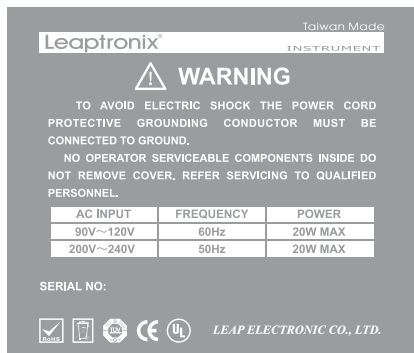 Taiwan Made
Leaptronix®
INSTRUMENT
WARNING
TO AVOID ELECTRIC SHOCK THE POWER CORD
PROTECTIVE GROUNDING CONDUCTOR MUST BE
CONNECTED TO GROUND.
NO OPERATOR SERVICEABLE COMPONENTS INSIDE DO
NOT REMOVE COVER. REFER SERVICING TO QUALIFIED
PERSONNEL.
AC INPUT FREQUENCY POWER
90V～120V 60Hz 20W MAX
200V～240V 50Hz 20W MAX
SERIAL NO:
RoHS TUV CE UL LEAP ELECTRONIC CO., LTD.